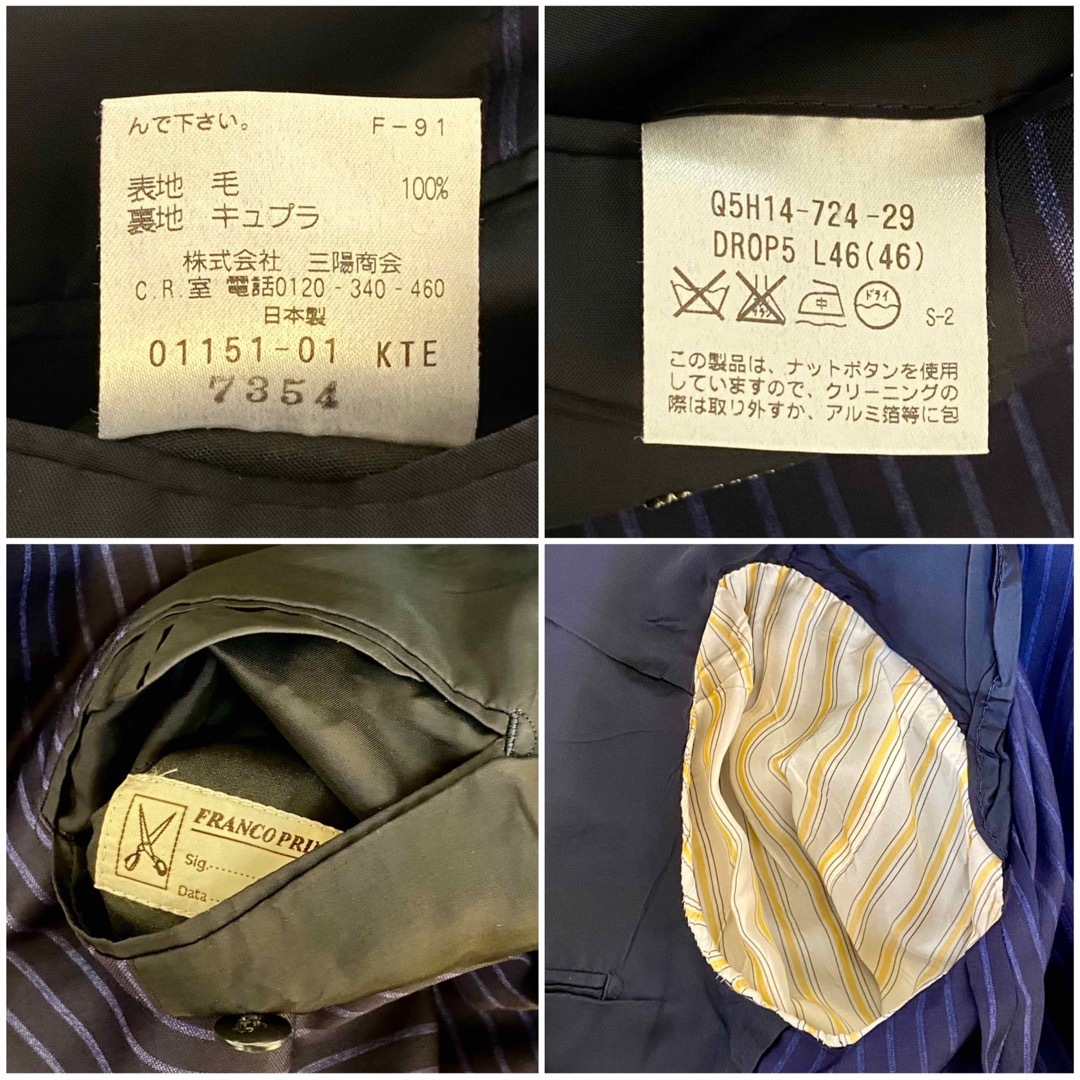 んで下さい。 F-91
表地 毛 100%
裏地 キュプラ
株式会社 三陽商会
C.R.室 電話0120-340-460
日本製
01151-01 KTE
7354
Q5H14-724-29
DROP5 L46(46)
中 ドライ S-2
この製品は、ナットボタンを使用
していますので、クリーニングの
際は取り外すか、アルミ箔等に包
FRANCO PRI
Sig.
Data